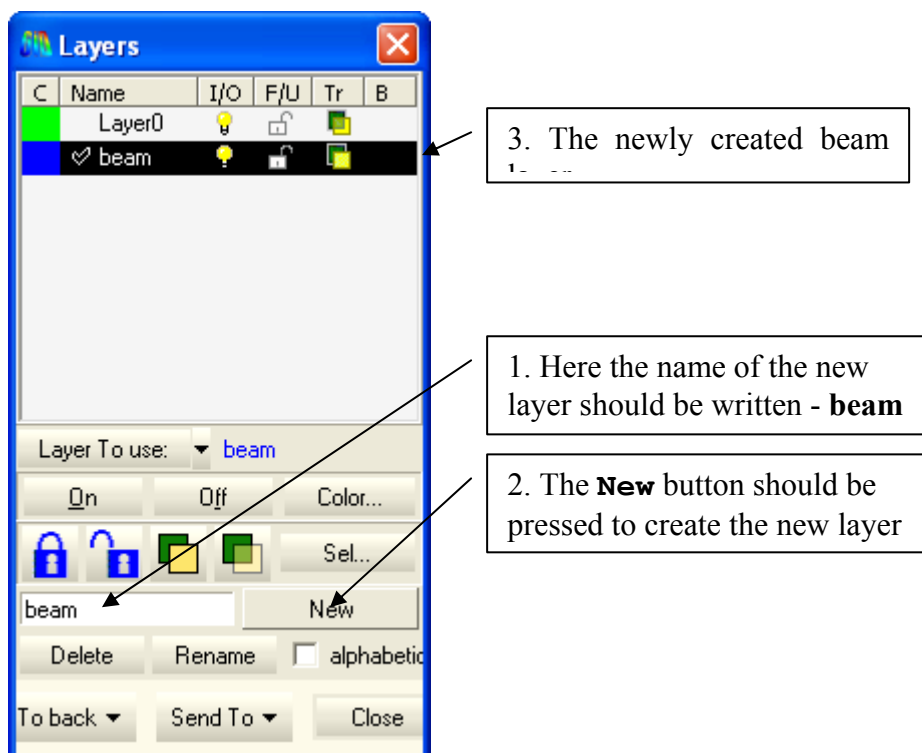 Layers
C Name I/O F/U Tr B
Layer0
beam
3. The newly created beam
1. Here the name of the new
layer should be written - beam
Layer To use: beam
2. The New button should be
pressed to create the new layer
On Off Color...
Sel...
beam New
Delete Rename alphabetic
To back Send To Close